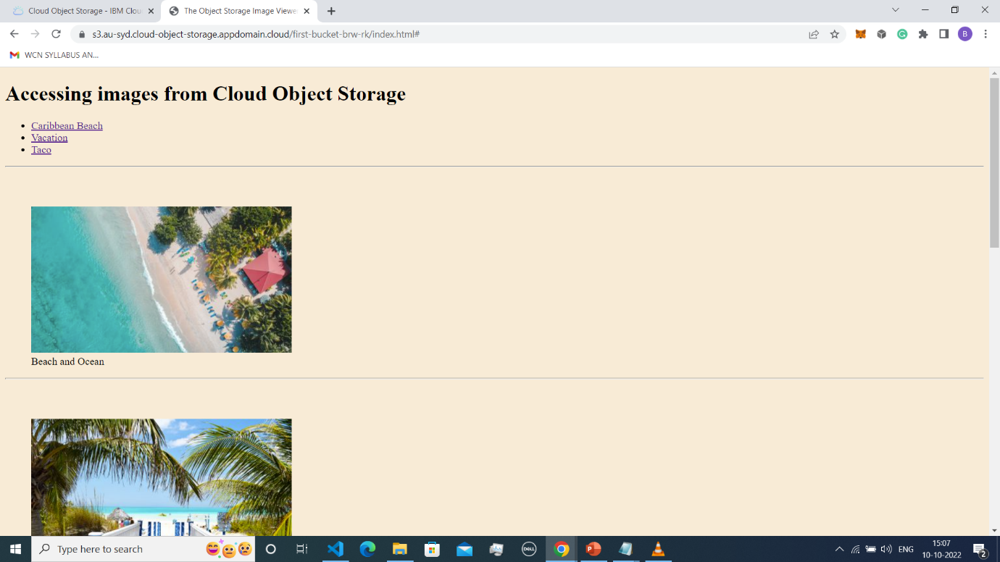 Cloud Object Storage - IBM Clou
The Object Storage Image Viewe
s3.au-syd.cloud-object-storage.appdomain.cloud/first-bucket-brw-rk/index.html#
B
WCN SYLLABUS AN...
Accessing images from Cloud Object Storage
Caribbean Beach
Vacation
Taco
Beach and Ocean
Type here to search
DELL
ENG
15:07
10-10-2022
2